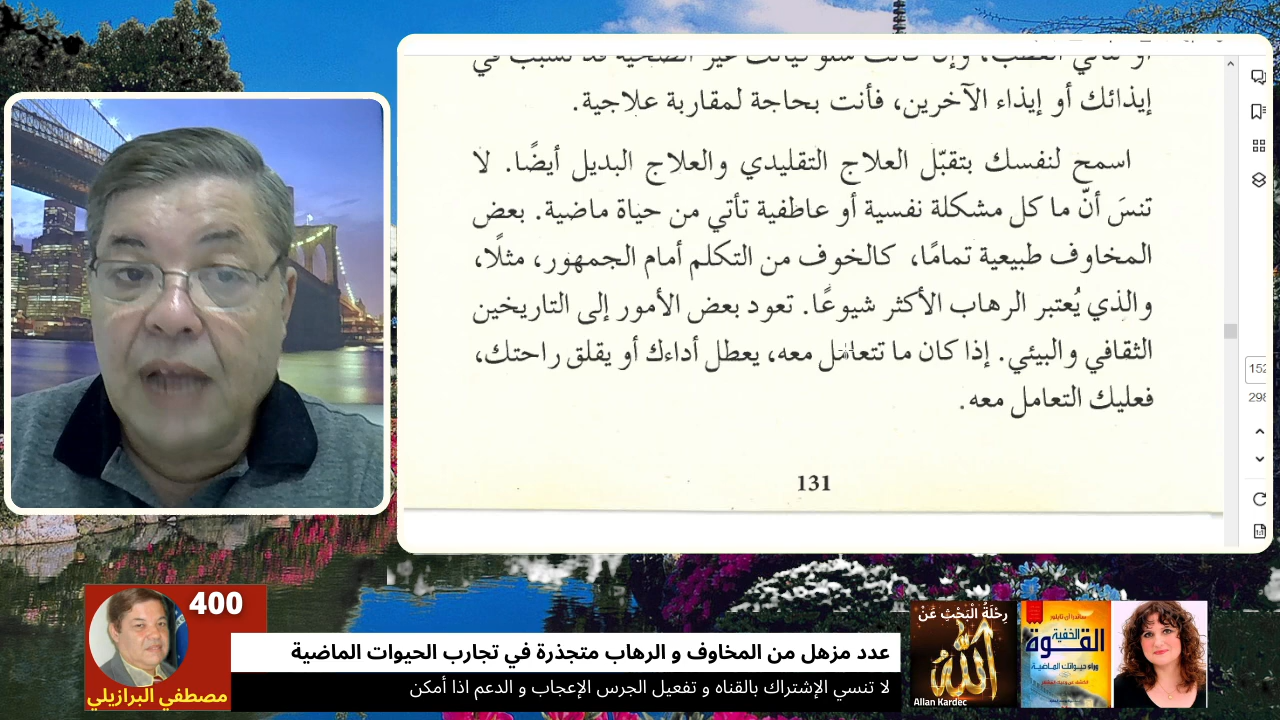 إيذائك أو إيذاء الآخرين، فأنت بحاجة لمقاربة علاجية.
اسمح لنفسك بتقبّل العلاج التقليدي والعلاج البديل أيضًا. لا
تنسَ أنّ ما كل مشكلة نفسية أو عاطفية تأتي من حياة ماضية. بعض
المخاوف طبيعية تمامًا، كالخوف من التكلم أمام الجمهور، مثلًا،
والذي يُعتبر الرهاب الأكثر شيوعًا. تعود بعض الأمور إلى التاريخين
الثقافي والبيئي. إذا كان ما تتعامل معه، يعطل أداءك أو يقلق راحتك،
فعليك التعامل معه.
131
152
298
400
مصطفي البرازيلي
عدد مزهل من المخاوف و الرهاب متجذرة في تجارب الحيوات الماضية
لا تنسي الإشتراك بالقناه و تفعيل الجرس الإعجاب و الدعم اذا أمكن
رِحْلَةُ الْبَحْثِ عَنْ
الله
Allan Kardec
ساندرا آن تايلور
القوة
الخفية
وراء حيواتك الماضية